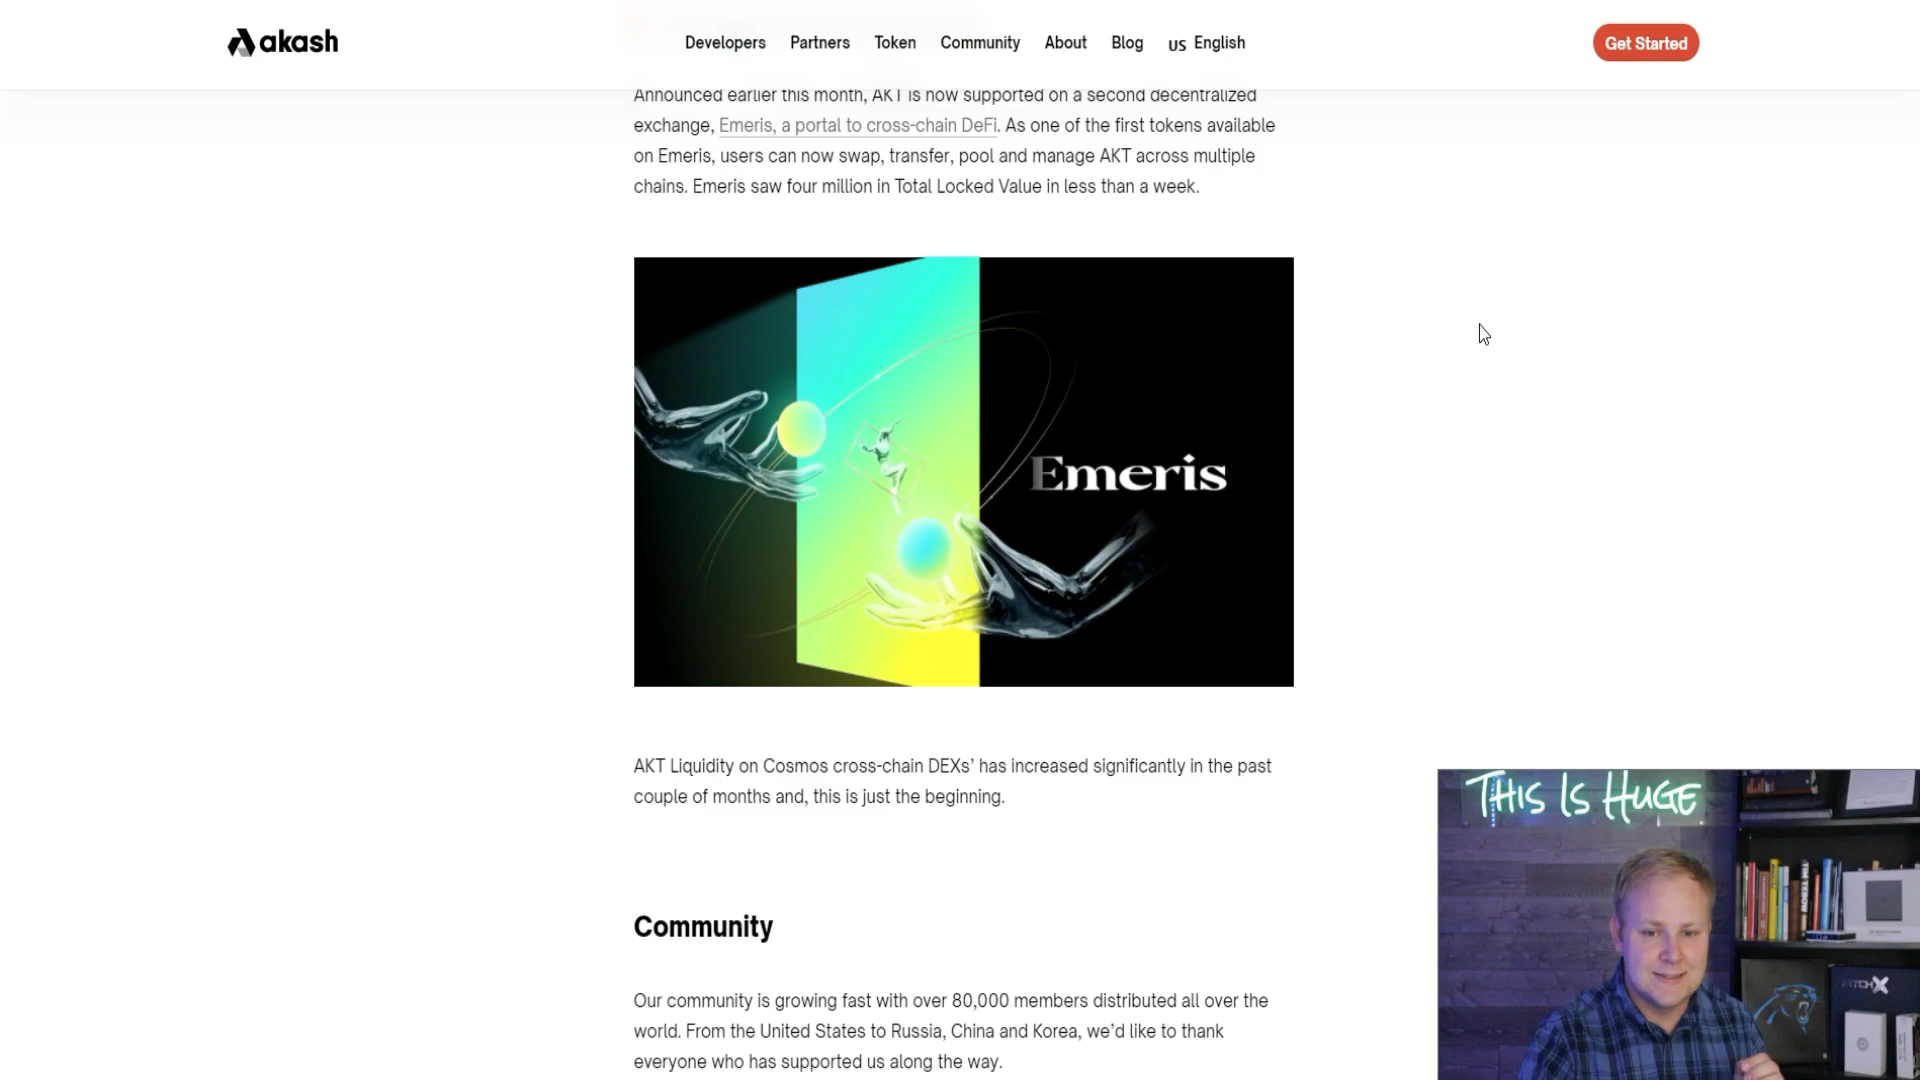 akash
Developers Partners Token Community About Blog US English
Get Started
Announced earlier this month, AKT is now supported on a second decentralized
exchange, Emeris, a portal to cross-chain DeFi. As one of the first tokens available
on Emeris, users can now swap, transfer, pool and manage AKT across multiple
chains. Emeris saw four million in Total Locked Value in less than a week.
Emeris
AKT Liquidity on Cosmos cross-chain DEXs’ has increased significantly in the past
couple of months and, this is just the beginning.
Community
Our community is growing fast with over 80,000 members distributed all over the
world. From the United States to Russia, China and Korea, we’d like to thank
everyone who has supported us along the way.
THIS IS HUGE